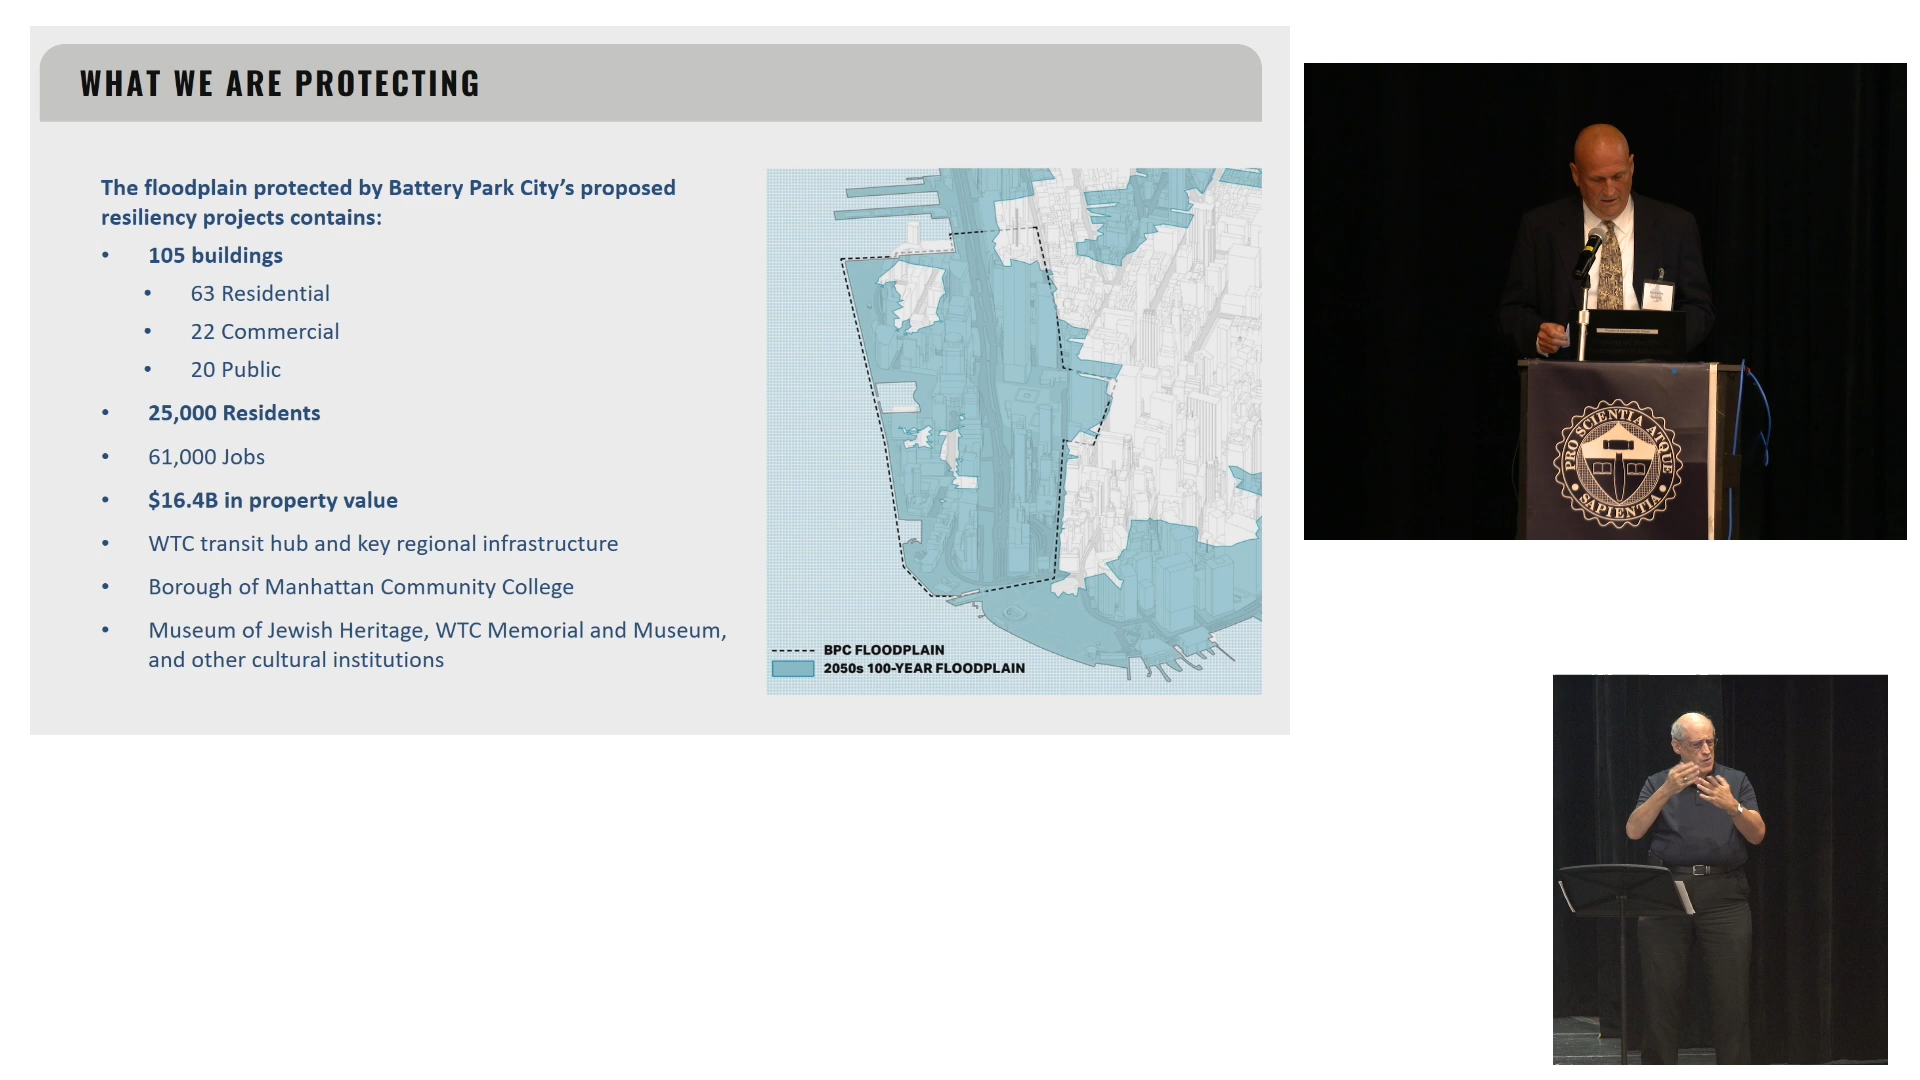 WHAT WE ARE PROTECTING
The floodplain protected by Battery Park City’s proposed
resiliency projects contains:
• 105 buildings
• 63 Residential
• 22 Commercial
• 20 Public
• 25,000 Residents
• 61,000 Jobs
• $16.4B in property value
• WTC transit hub and key regional infrastructure
• Borough of Manhattan Community College
• Museum of Jewish Heritage, WTC Memorial and Museum,
and other cultural institutions
BPC FLOODPLAIN
2050s 100-YEAR FLOODPLAIN
PRO SCIENTIA ATQUE
SAPIENTIA